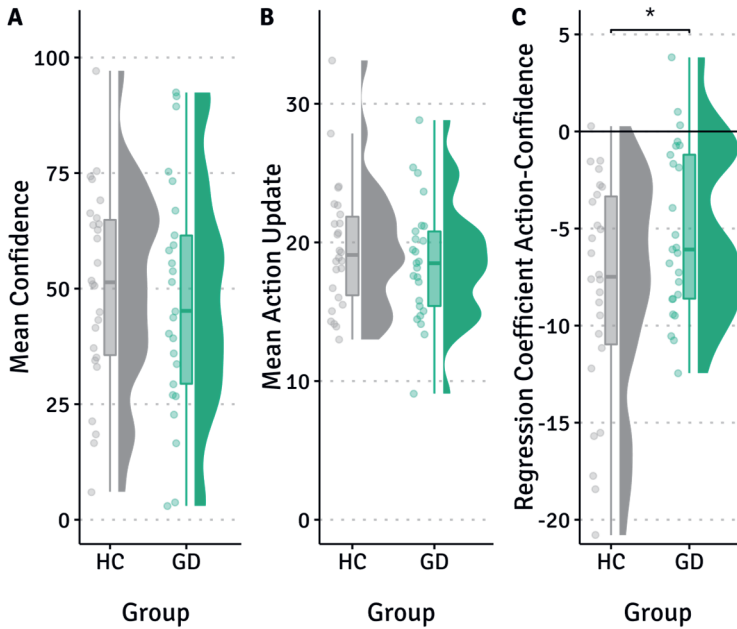 A
Mean Confidence
100
75
50
25
0
HC
GD
Group
B
Mean Action Update
30
20
10
0
HC
GD
Group
C
Regression Coefficient Action-Confidence
*
5
0
-5
-10
-15
-20
HC
GD
Group